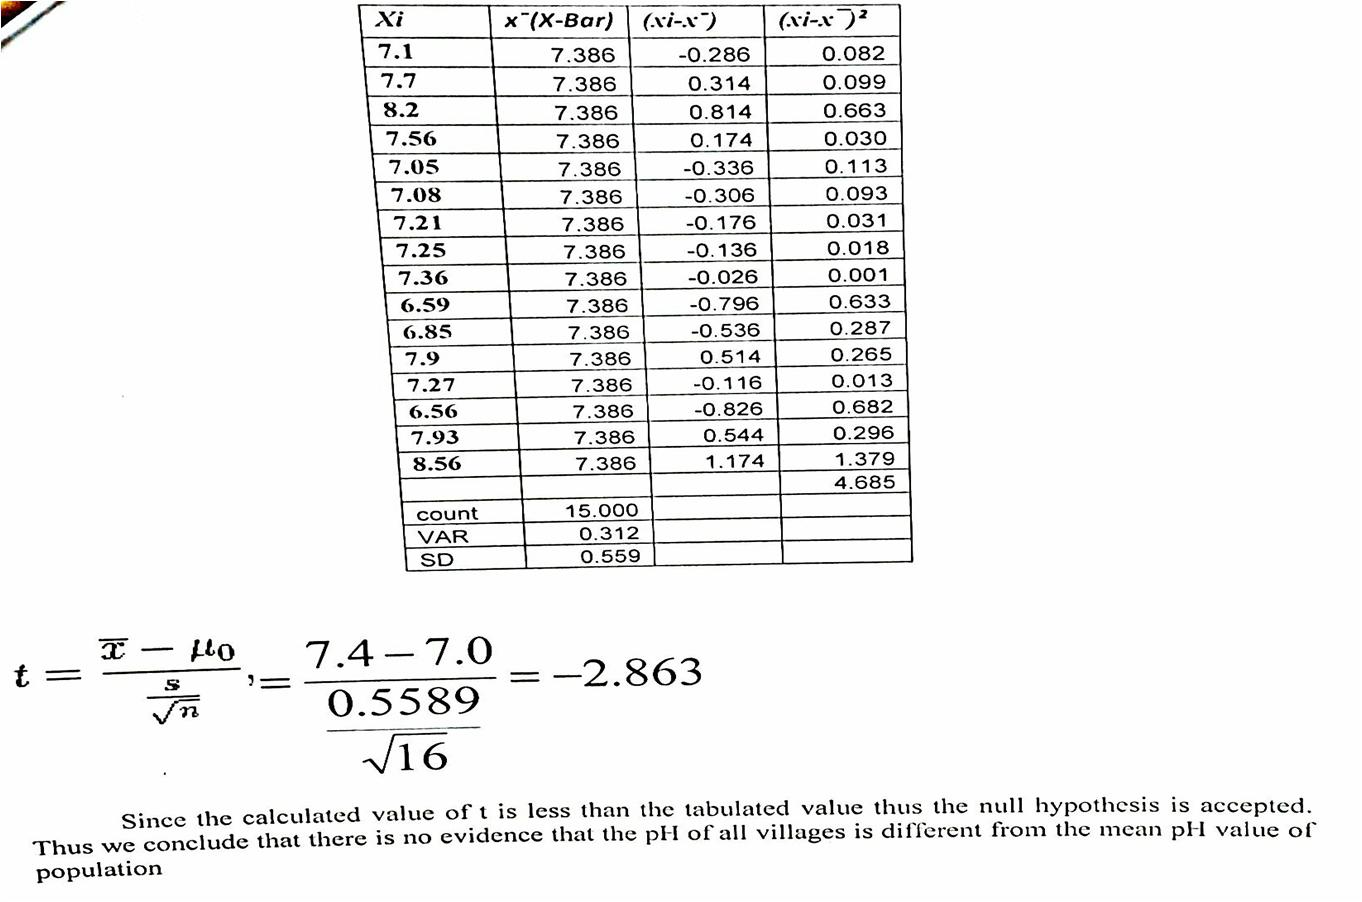 Xi x¯(X-Bar) (xi-x¯) (xi-x¯)²
7.1 7.386 -0.286 0.082
7.7 7.386 0.314 0.099
8.2 7.386 0.814 0.663
7.56 7.386 0.174 0.030
7.05 7.386 -0.336 0.113
7.08 7.386 -0.306 0.093
7.21 7.386 -0.176 0.031
7.25 7.386 -0.136 0.018
7.36 7.386 -0.026 0.001
6.59 7.386 -0.796 0.633
6.85 7.386 -0.536 0.287
7.9 7.386 0.514 0.265
7.27 7.386 -0.116 0.013
6.56 7.386 -0.826 0.682
7.93 7.386 0.544 0.296
8.56 7.386 1.174 1.379
4.685
count 15.000
VAR 0.312
SD 0.559
x̄ − μ₀ 7.4 − 7.0
t = ,= = −2.863
s 0.5589
√n √16
Since the calculated value of t is less than the tabulated value thus the null hypothesis is accepted.
Thus we conclude that there is no evidence that the pH of all villages is different from the mean pH value of
population